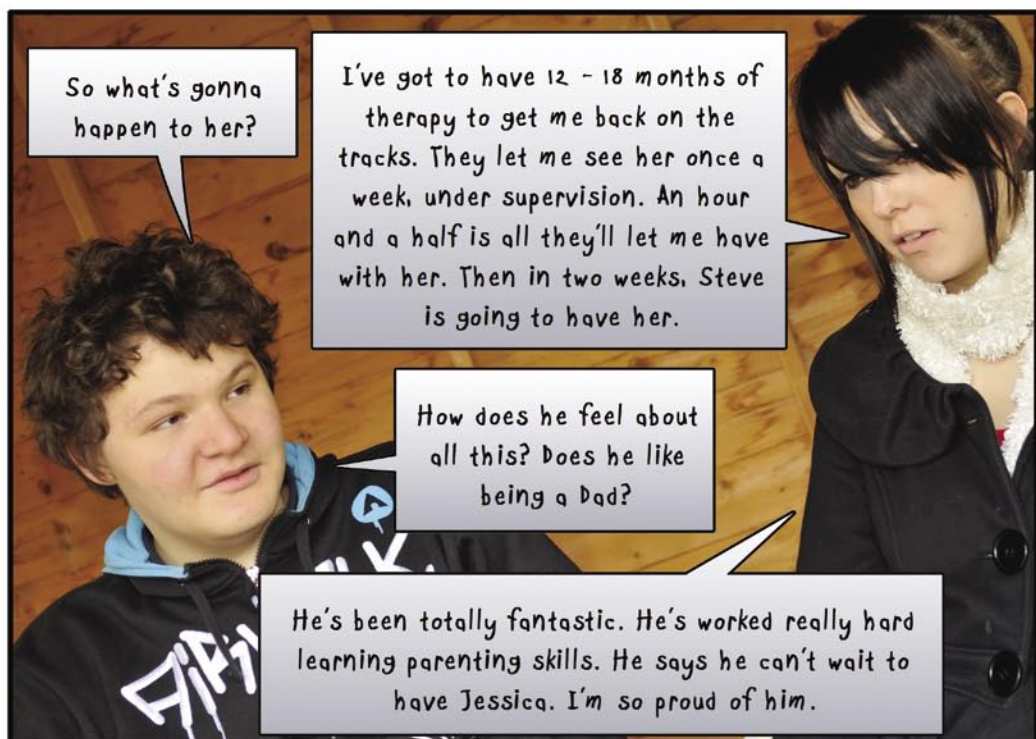 So what's gonna
happen to her?
I've got to have 12 - 18 months of
therapy to get me back on the
tracks. They let me see her once a
week, under supervision. An hour
and a half is all they'll let me have
with her. Then in two weeks, Steve
is going to have her.
How does he feel about
all this? Does he like
being a Dad?
He's been totally fantastic. He's worked really hard
learning parenting skills. He says he can't wait to
have Jessica. I'm so proud of him.